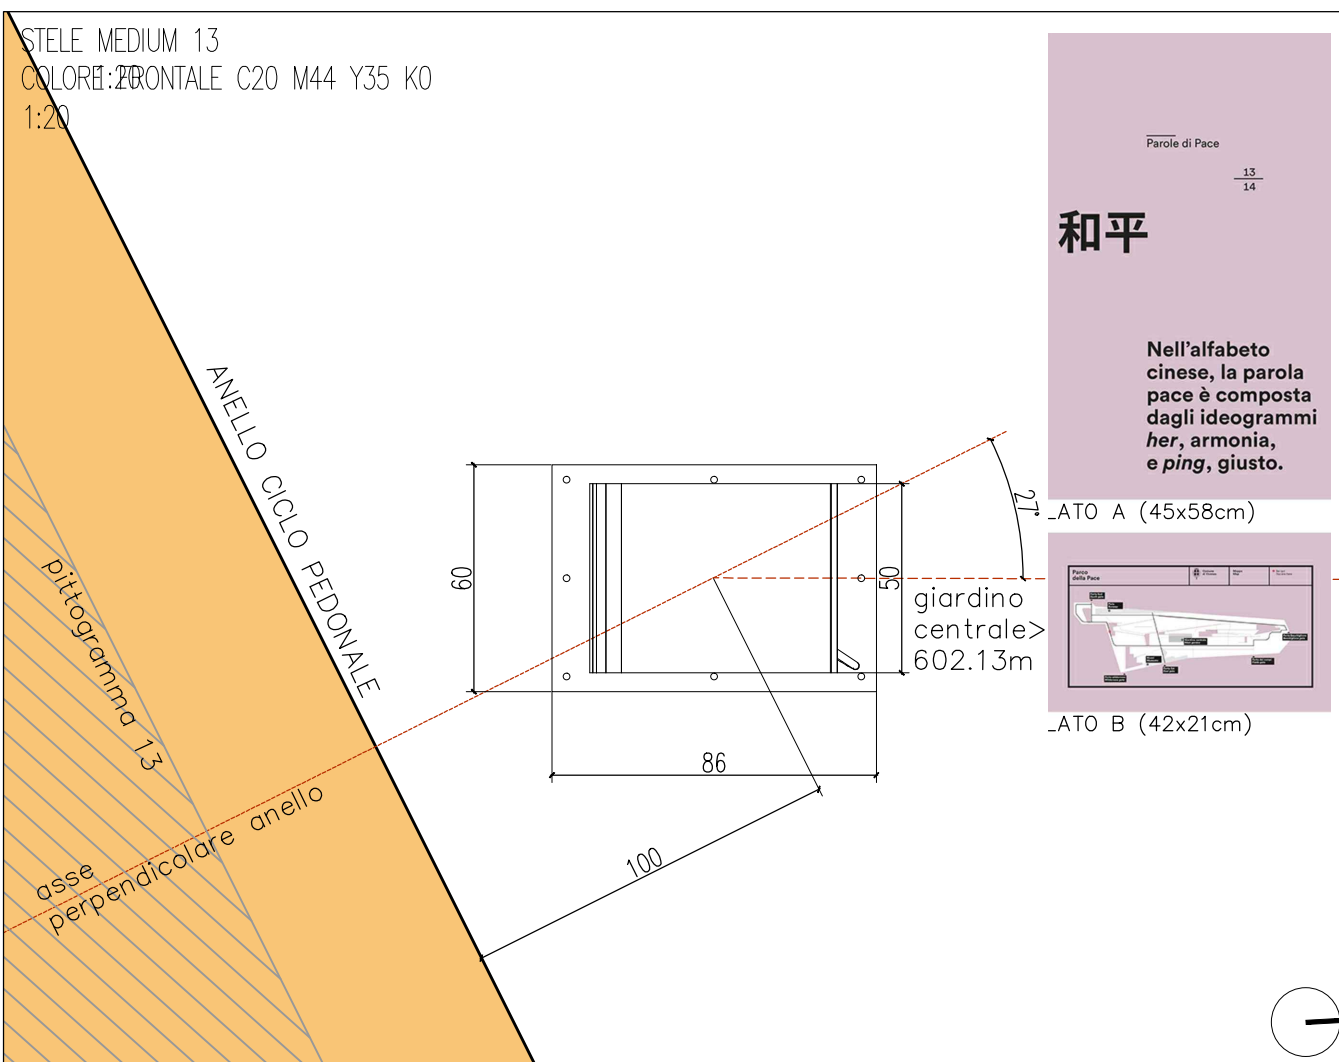 STELE MEDIUM 13
COLORE FRONTALE C20 M44 Y35 K0
1:20
1:20
Parole di Pace
13
14
和平
Nell'alfabeto
cinese, la parola
pace è composta
dagli ideogrammi
her, armonia,
e ping, giusto.
LATO A (45x58cm)
Parco
della Pace
LATO B (42x21cm)
ANELLO CICLO PEDONALE
pittogramma 13
asse
perpendicolare anello
60
50
86
100
27°
giardino
centrale>
602.13m